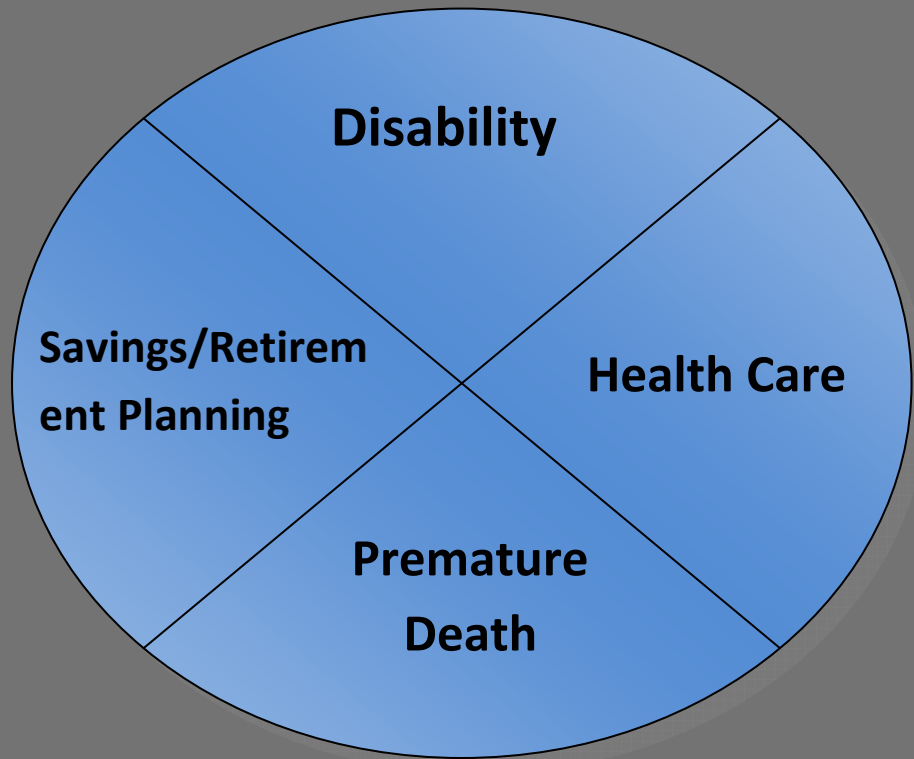 Disability
Savings/Retirem
ent Planning
Health Care
Premature
Death